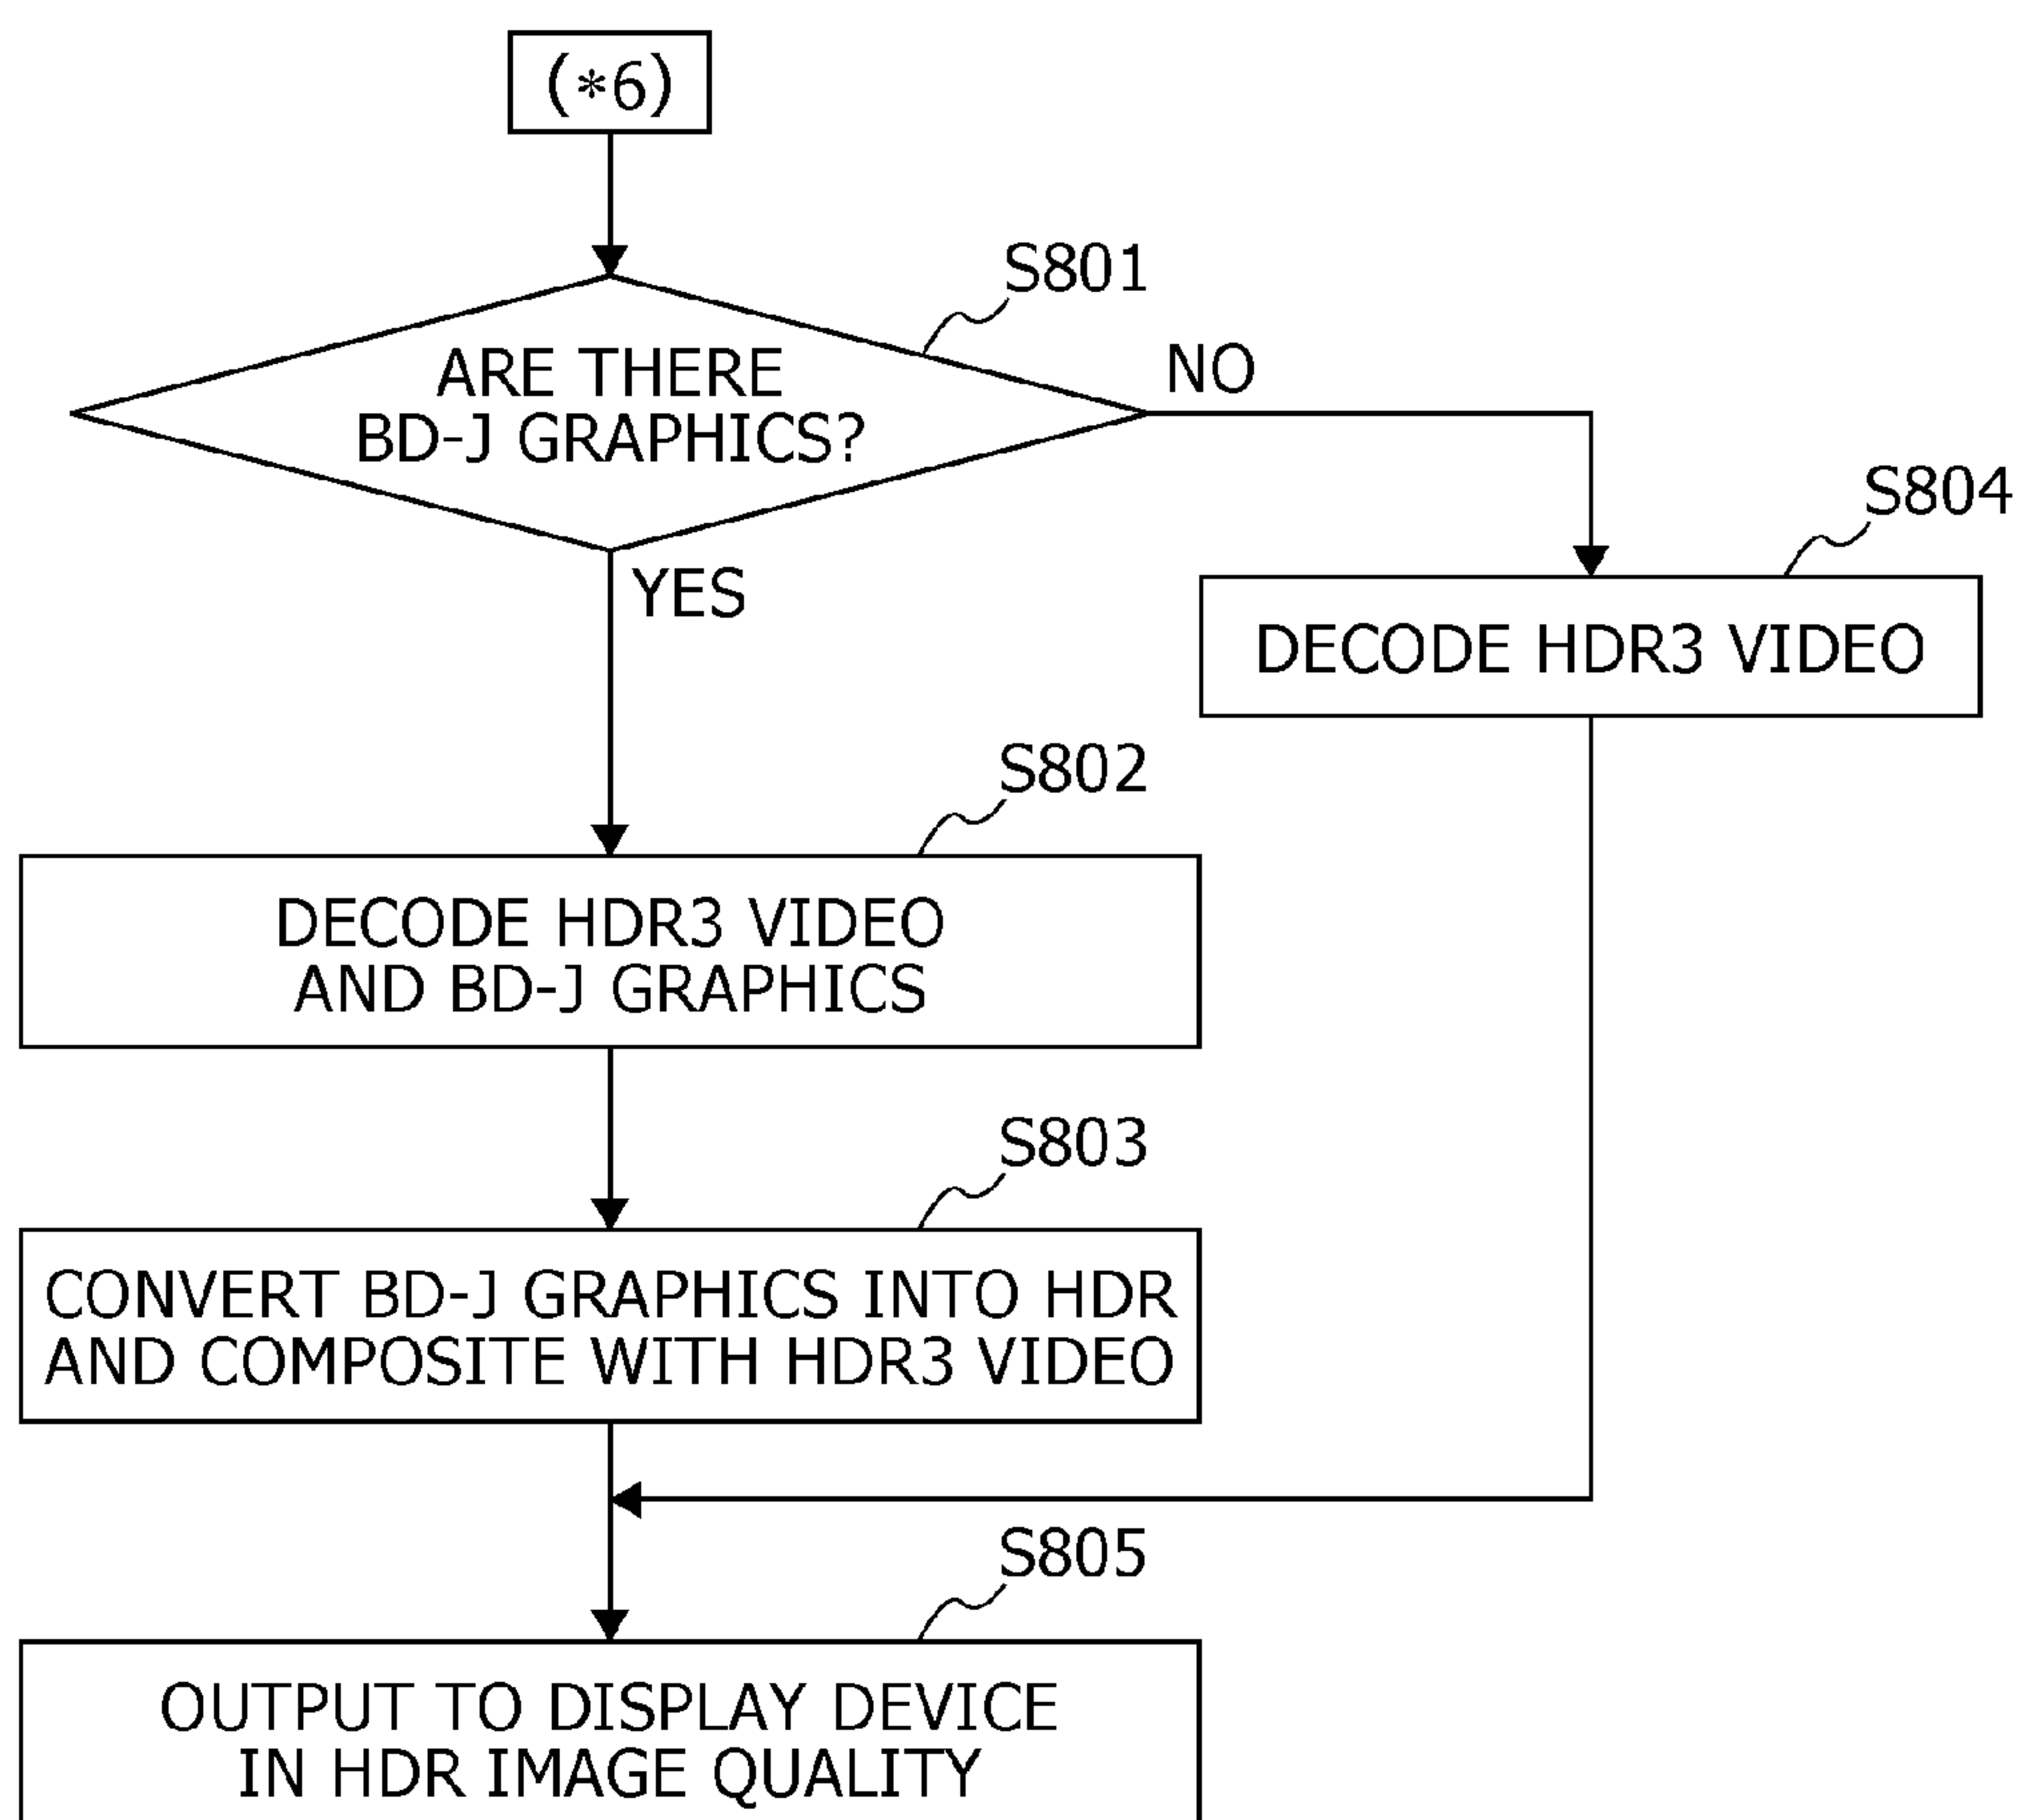 (*6)
S801
ARE THERE
BD-J GRAPHICS?
NO
YES
S804
DECODE HDR3 VIDEO
S802
DECODE HDR3 VIDEO
AND BD-J GRAPHICS
S803
CONVERT BD-J GRAPHICS INTO HDR
AND COMPOSITE WITH HDR3 VIDEO
S805
OUTPUT TO DISPLAY DEVICE
IN HDR IMAGE QUALITY